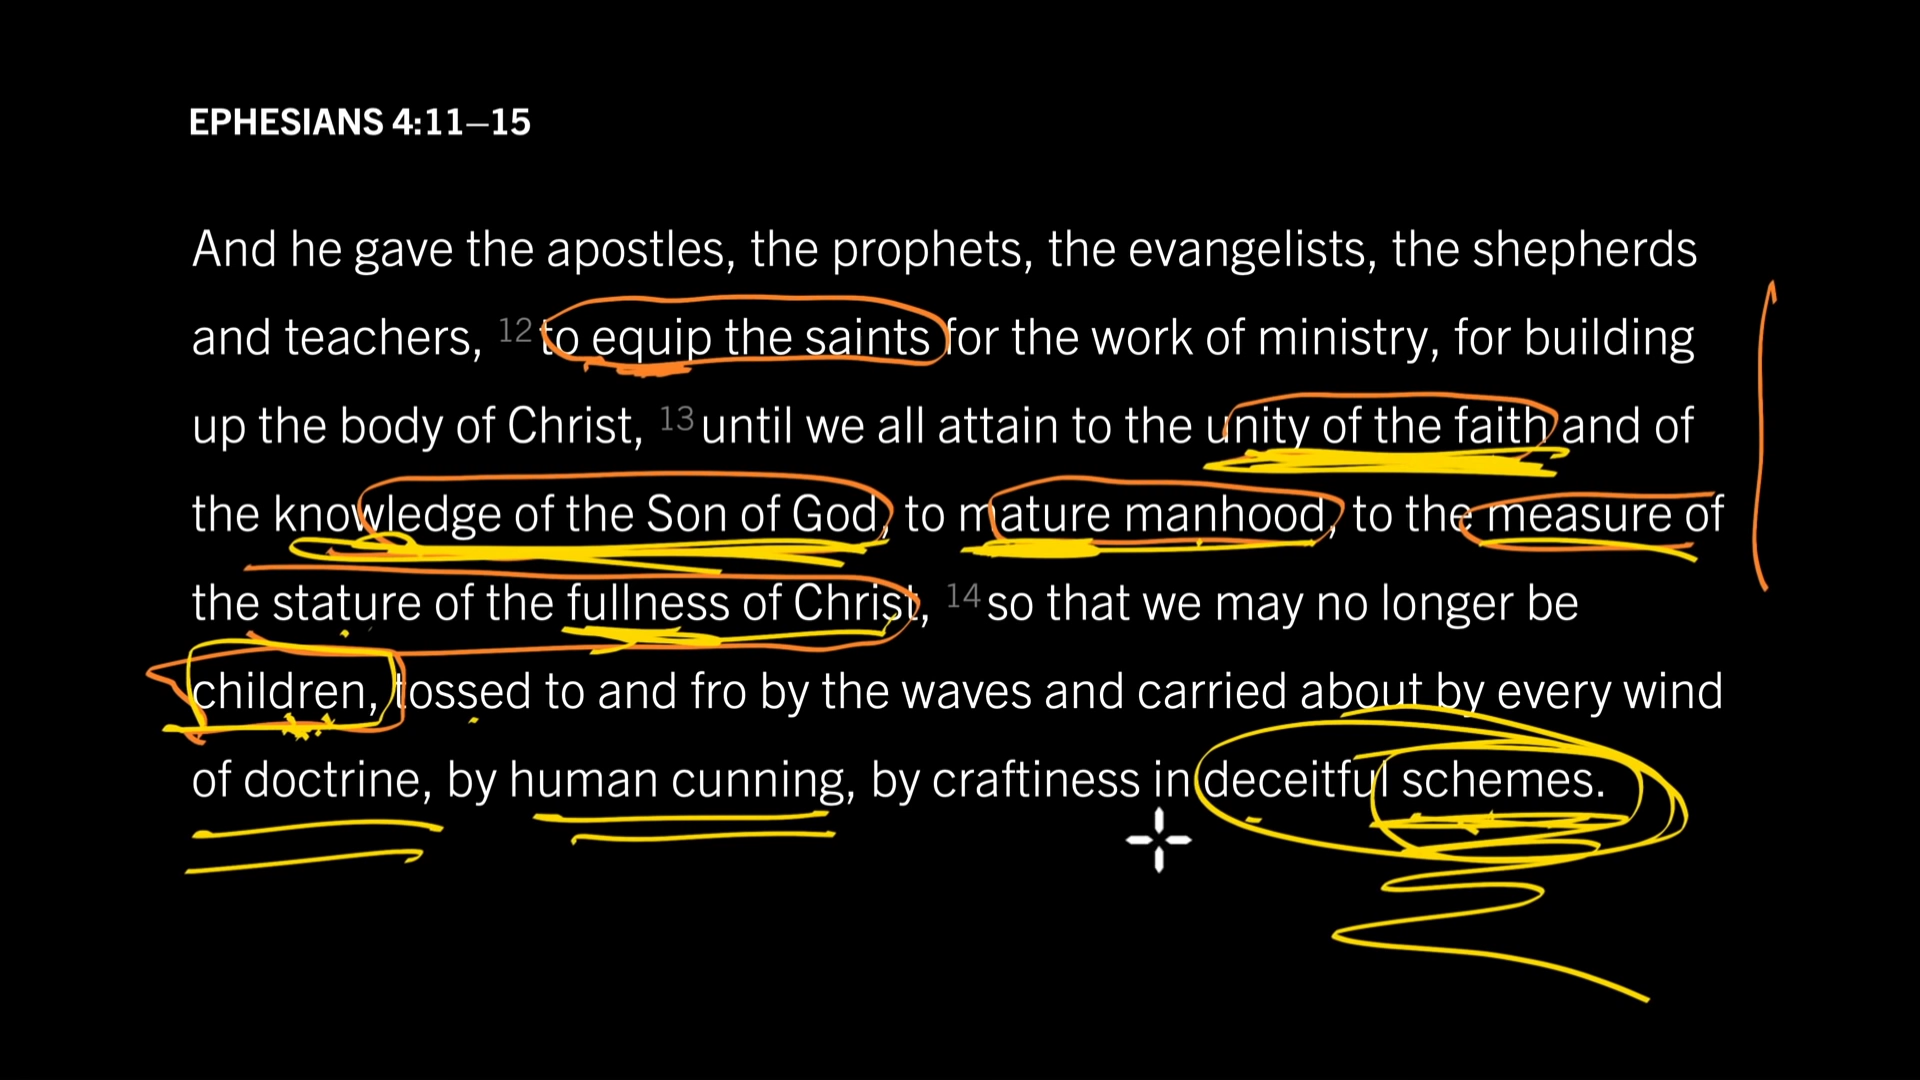 EPHESIANS 4:11–15
And he gave the apostles, the prophets, the evangelists, the shepherds
and teachers, 12 to equip the saints for the work of ministry, for building
up the body of Christ, 13 until we all attain to the unity of the faith and of
the knowledge of the Son of God, to mature manhood, to the measure of
the stature of the fullness of Christ, 14 so that we may no longer be
children, tossed to and fro by the waves and carried about by every wind
of doctrine, by human cunning, by craftiness in deceitful schemes.